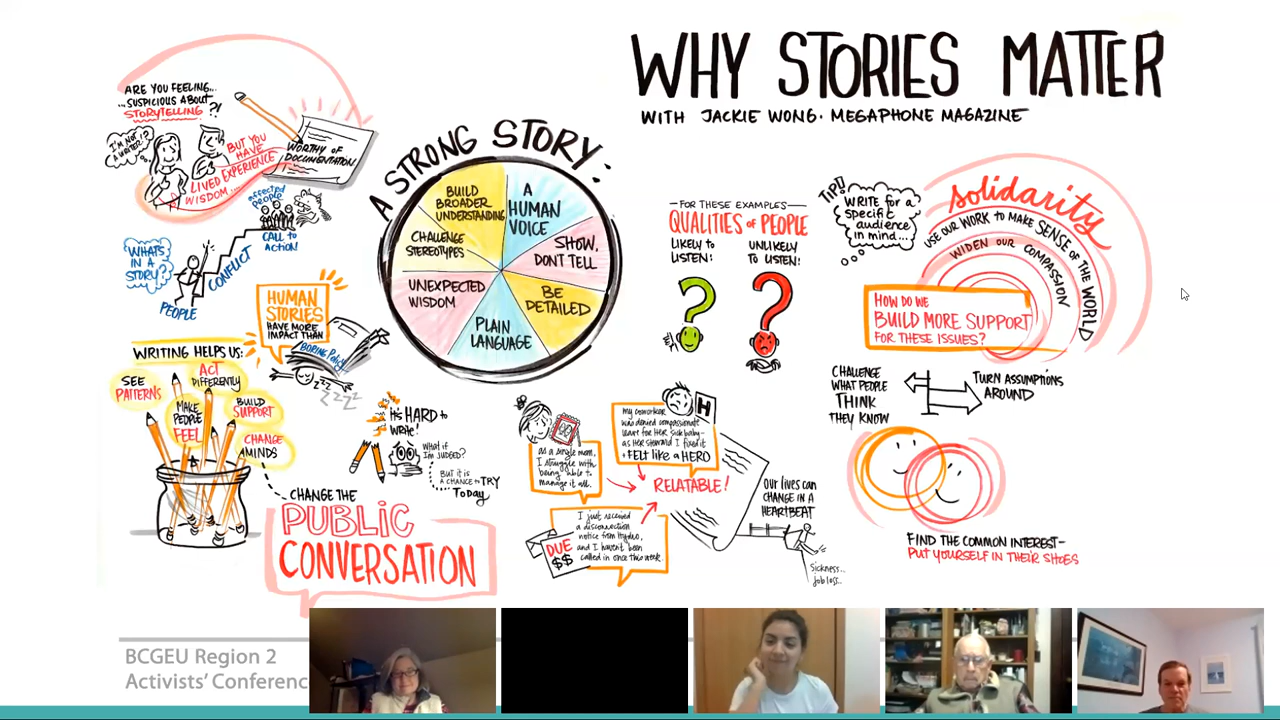 WHY STORIES MATTER
WITH JACKIE WONG. MEGAPHONE MAGAZINE
ARE YOU FEELING...
...SUSPICIOUS ABOUT
STORYTELLING?!
I'M NOT
A WRITER!?
BUT YOU
HAVE
LIVED EXPERIENCE
WISDOM...
WORTHY OF
DOCUMENTATION
affected
PEOPLE
CALL TO
ACTION!
WHATS
IN A
STORY?
CONFLICT
PEOPLE
HUMAN
STORIES
HAVE MORE
IMPACT THAN
BORING Policy
ZZZ
ZZZZ
WRITING HELPS US:
SEE
PATTERNS
ACT
DIFFERENTLY
MAKE
PEOPLE
FEEL
BUILD
SUPPORT
CHANGE
MINDS
CHANGE THE
PUBLIC
CONVERSATION
It's HARD to
WRITE!
What if
I'm JUDGED?
BUT IT is
A CHANCE to TRY
Today
A STRONG STORY:
BUILD
BROADER
UNDERSTANDING
A
HUMAN
VOICE
CHALLENGE
STEREOTYPES
SHOW,
DON'T TELL
UNEXPECTED
WISDOM
BE
DETAILED
PLAIN
LANGUAGE
as a single mom,
I struggle with
being able to
manage it all.
my coworker
was denied compassionate
leave for her sick baby-
as her steward I fixed it
+ FELT like a HERO
H
RELATABLE!
I just received
a disconnection
notice from Hydro,
and I haven't been
called in once this week.
DUE
$$
OUR lives can
CHANGE IN A
HEARTBEAT
Sickness...
job loss..
FOR THESE EXAMPLES
QUALITIES of PEOPLE
LIKELY to
LISTEN:
UNLIKELY
TO LISTEN:
?
?
TIP!
WRITE for a
specific
audience
in mind...
solidarity
USE OUR WORK to MAKE SENSE OF THE WORLD
WIDEN OUR COMPASSION
HOW DO WE
BUILD MORE SUPPORT
FOR THESE ISSUES?
CHALLENGE
WHAT PEOPLE
THINK
THEY KNOW
TURN ASSUMPTIONS
AROUND
FIND THE COMMON INTEREST-
PUT YOURSELF IN THEIR SHOES
BCGEU Region 2
Activists' Conferenc